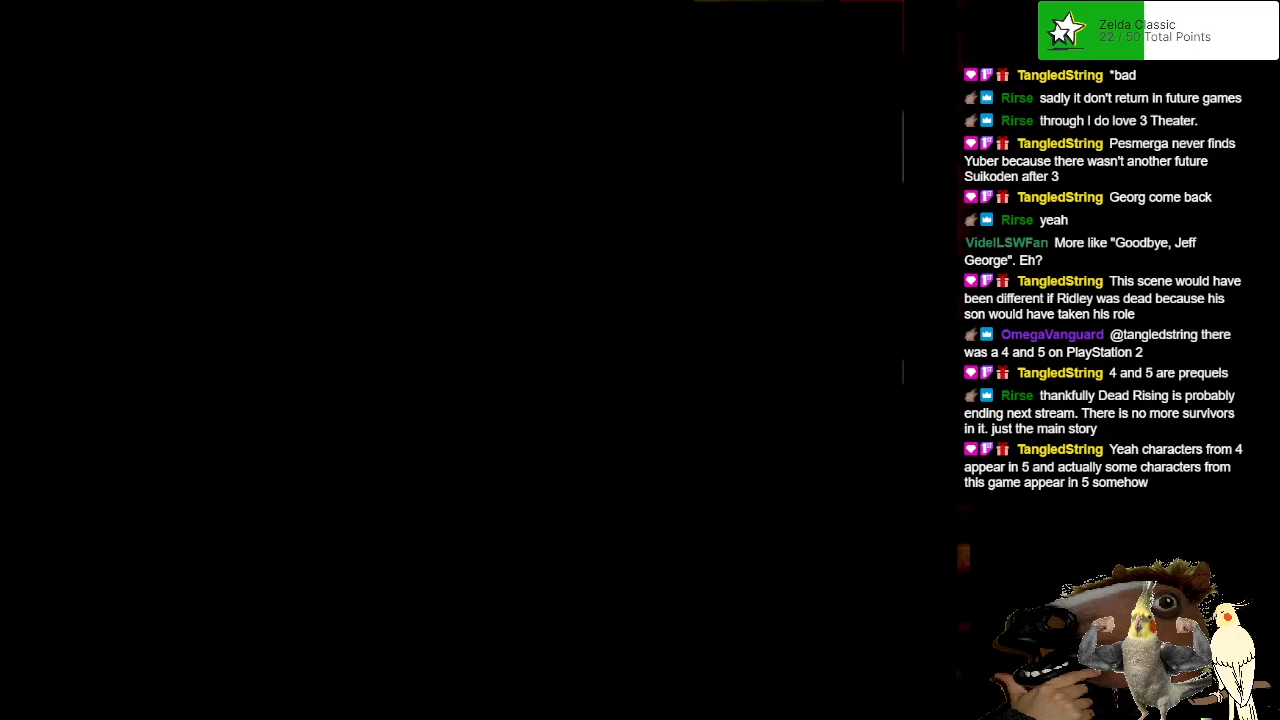 Zelda Classic
22 / 50 Total Points
TangledString *bad
Rirse sadly it don't return in future games
Rirse through I do love 3 Theater.
TangledString Pesmerga never finds
Yuber because there wasn't another future
Suikoden after 3
TangledString Georg come back
Rirse yeah
VidelLSWFan More like "Goodbye, Jeff
George". Eh?
TangledString This scene would have
been different if Ridley was dead because his
son would have taken his role
OmegaVanguard @tangledstring there
was a 4 and 5 on PlayStation 2
TangledString 4 and 5 are prequels
Rirse thankfully Dead Rising is probably
ending next stream. There is no more survivors
in it. just the main story
TangledString Yeah characters from 4
appear in 5 and actually some characters from
this game appear in 5 somehow